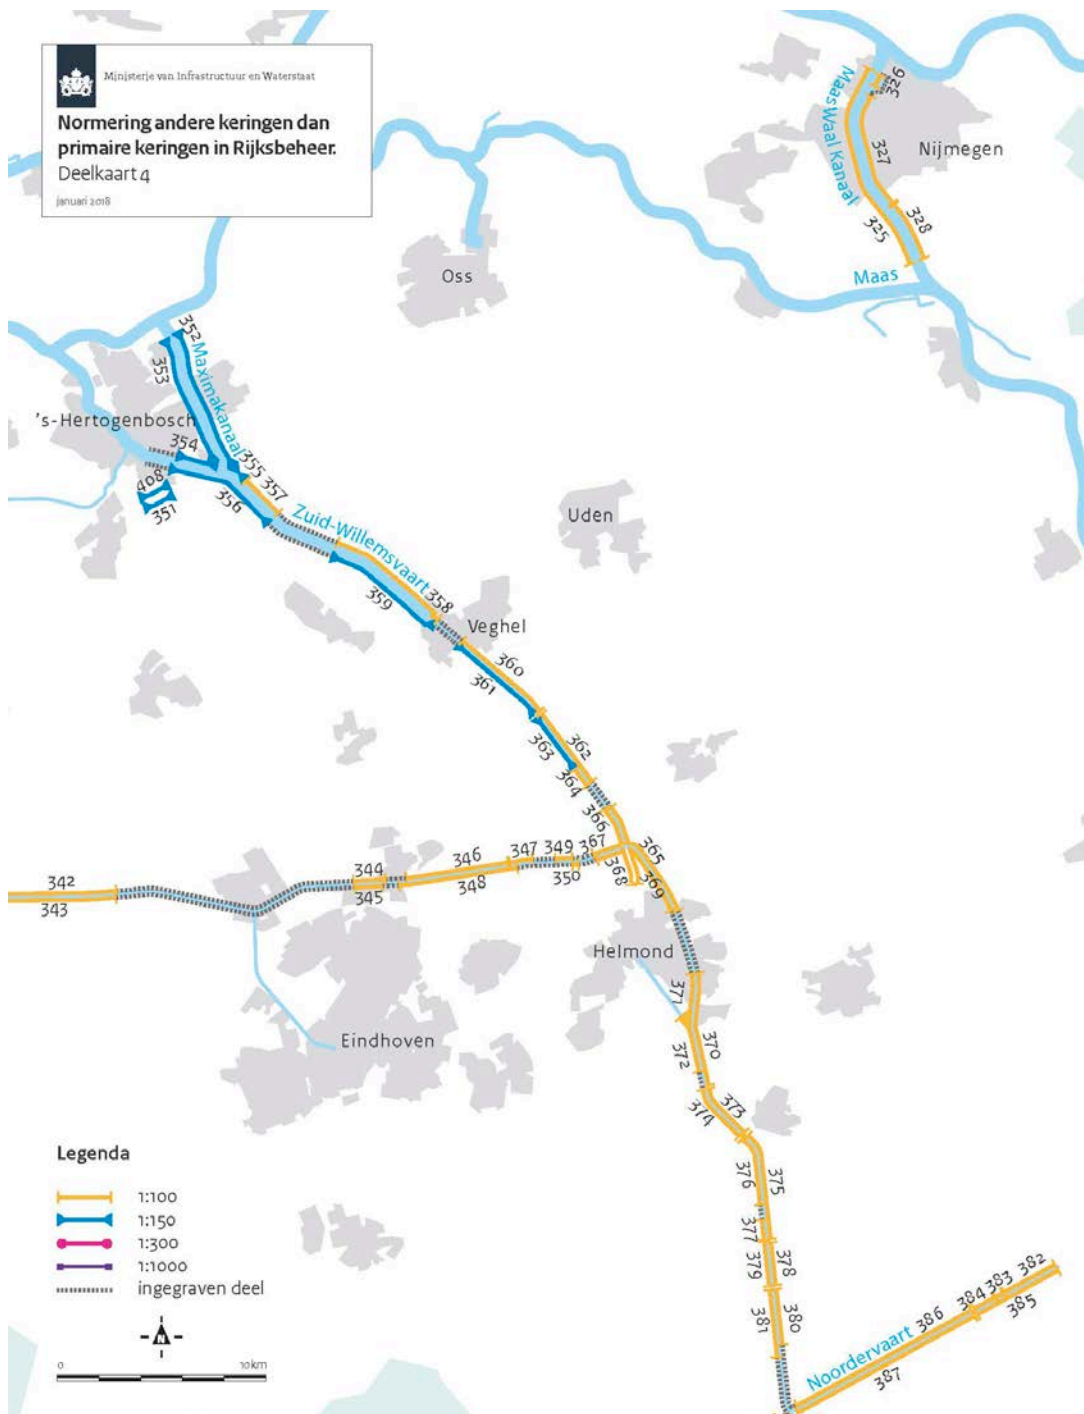 Ministerie van Infrastructuur en Waterstaat
Normering andere keringen dan
primaire keringen in Rijksbeheer.
Deelkaart 4
januari 2018
326
Maas Waal Kanaal
Nijmegen
327
328
325
Maas
Oss
352
353
Maximakanaal
's-Hertogenbosch
354
355
357
408
351
356
Zuid-Willemsvaart
Uden
359
358
Veghel
360
361
362
363
364
366
365
367
368
369
342
343
344
345
346
348
347
349
350
Helmond
371
370
372
Eindhoven
373
374
375
376
377
378
379
380
381
382
383
384
385
386
387
Noordervaart
Legenda
1:100
1:150
1:300
1:1000
ingegraven deel
N
0 10km